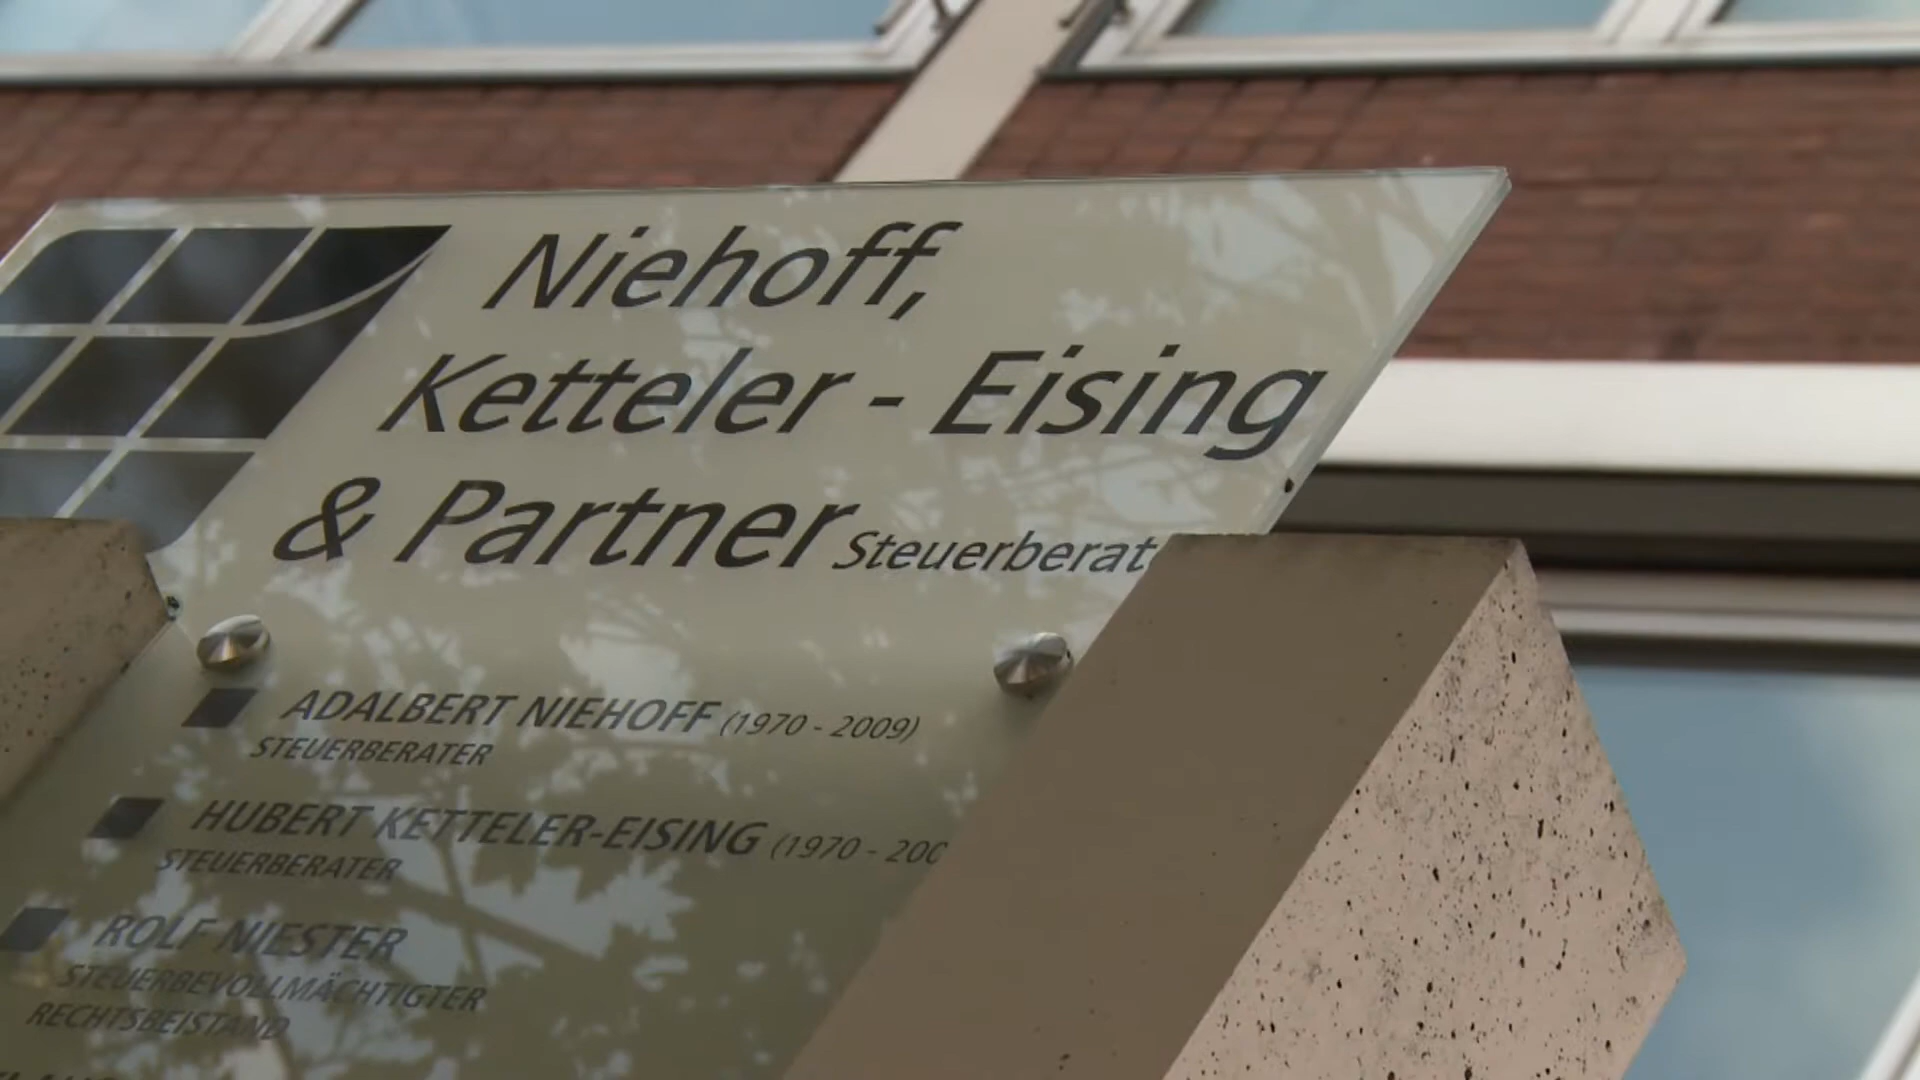 Niehoff,
Ketteler - Eising
& Partner Steuerberat
ADALBERT NIEHOFF (1970 - 2009)
STEUERBERATER
HUBERT KETTELER-EISING (1970 - 200
STEUERBERATER
ROLF NIESTER
STEUERBEVOLLMÄCHTIGTER
RECHTSBEISTAND